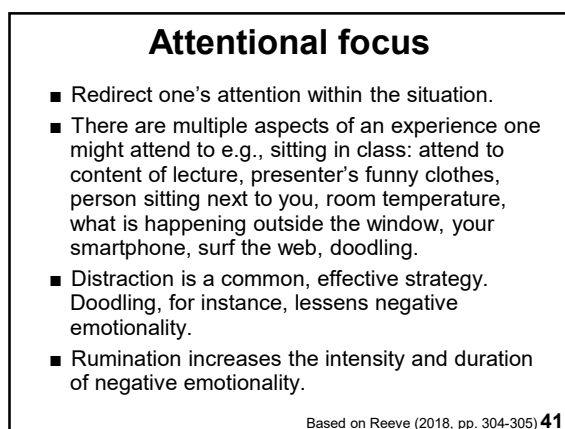 Attentional focus
■ Redirect one's attention within the situation.
■ There are multiple aspects of an experience one
might attend to e.g., sitting in class: attend to
content of lecture, presenter's funny clothes,
person sitting next to you, room temperature,
what is happening outside the window, your
smartphone, surf the web, doodling.
■ Distraction is a common, effective strategy.
Doodling, for instance, lessens negative
emotionality.
■ Rumination increases the intensity and duration
of negative emotionality.
Based on Reeve (2018, pp. 304-305) 41